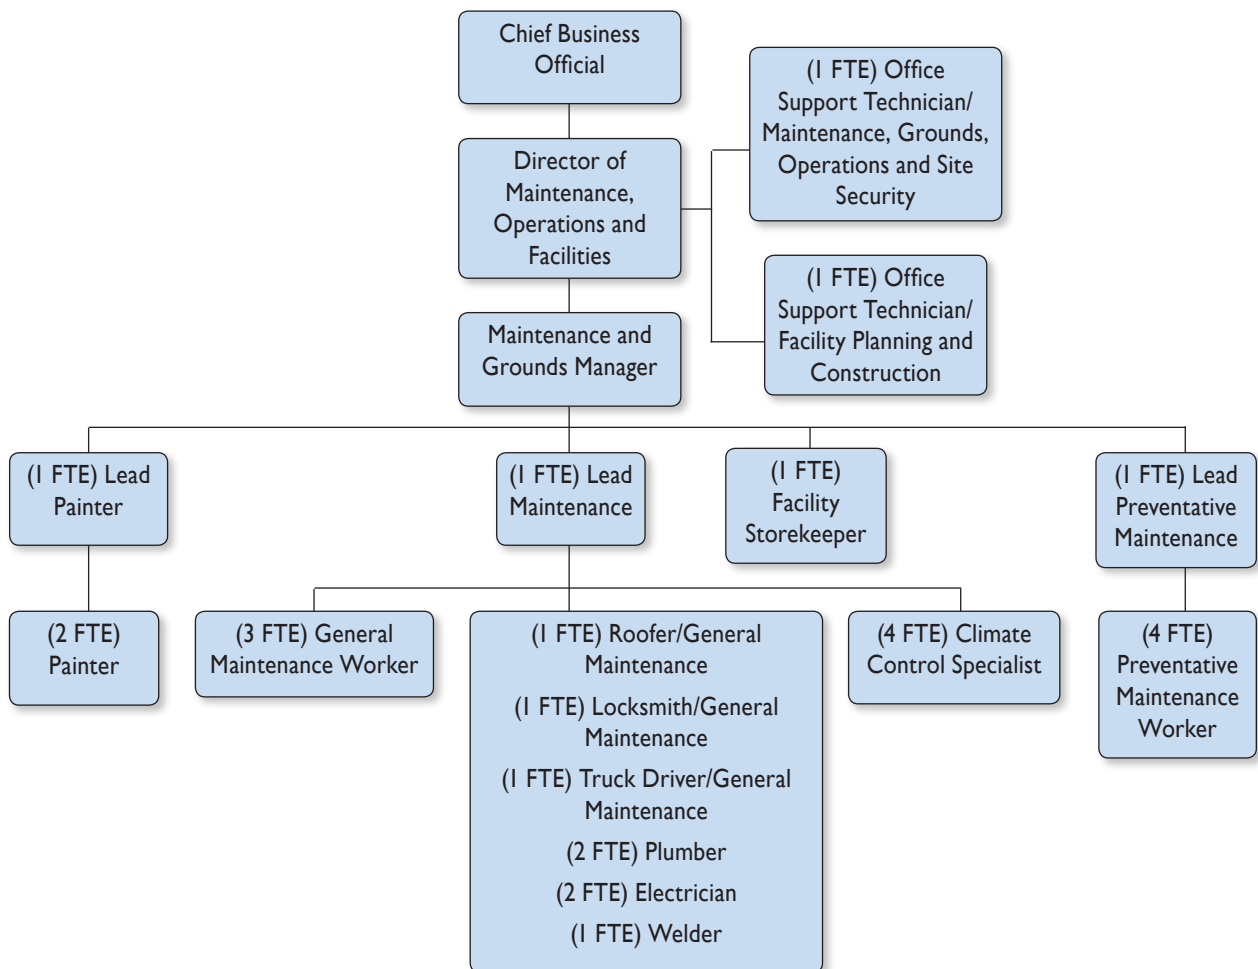 Chief Business
Official
(1 FTE) Office
Support Technician/
Maintenance, Grounds,
Operations and Site
Security
Director of
Maintenance,
Operations and
Facilities
(1 FTE) Office
Support Technician/
Facility Planning and
Construction
Maintenance and
Grounds Manager
(1 FTE) Lead
Painter
(1 FTE) Lead
Maintenance
(1 FTE)
Facility
Storekeeper
(1 FTE) Lead
Preventative
Maintenance
(2 FTE)
Painter
(3 FTE) General
Maintenance Worker
(1 FTE) Roofer/General
Maintenance
(1 FTE) Locksmith/General
Maintenance
(1 FTE) Truck Driver/General
Maintenance
(2 FTE) Plumber
(2 FTE) Electrician
(1 FTE) Welder
(4 FTE) Climate
Control Specialist
(4 FTE)
Preventative
Maintenance
Worker